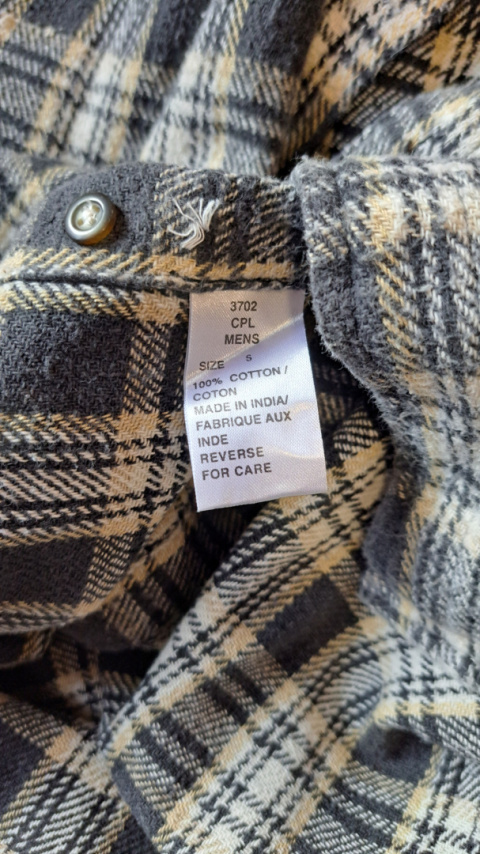 3702
CPL
MENS
SIZE S
100% COTTON /
COTON
MADE IN INDIA/
FABRIQUE AUX
INDE
REVERSE
FOR CARE